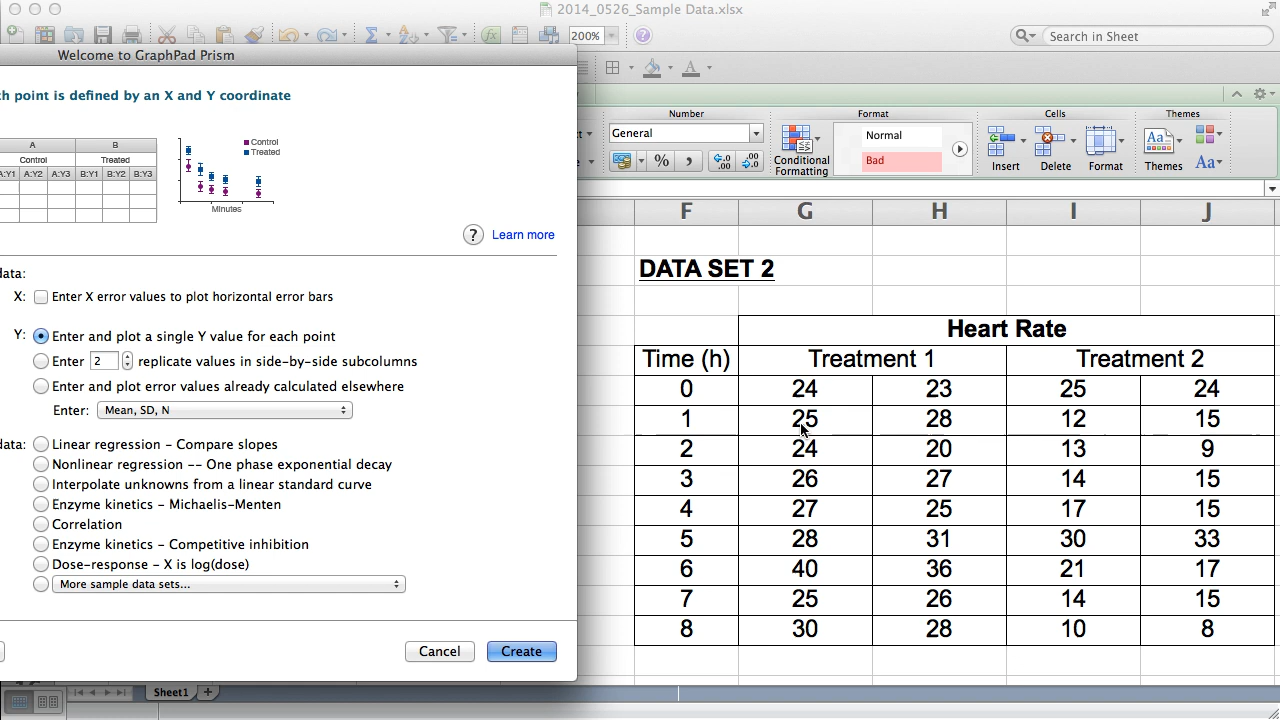 2014_0526_Sample Data.xlsx
200%
Search in Sheet
Welcome to GraphPad Prism
h point is defined by an X and Y coordinate
A B
Control Treated
A:Y1 A:Y2 A:Y3 B:Y1 B:Y2 B:Y3
Control
Treated
Minutes
? Learn more
data:
X: Enter X error values to plot horizontal error bars
Y: Enter and plot a single Y value for each point
Enter 2 replicate values in side-by-side subcolumns
Enter and plot error values already calculated elsewhere
Enter: Mean, SD, N
data: Linear regression - Compare slopes
Nonlinear regression -- One phase exponential decay
Interpolate unknowns from a linear standard curve
Enzyme kinetics - Michaelis-Menten
Correlation
Enzyme kinetics - Competitive inhibition
Dose-response - X is log(dose)
More sample data sets...
Cancel Create
Number Format Cells Themes
General
Normal
Bad
Conditional
Formatting
Insert Delete Format Themes Aa
F G H I J
DATA SET 2
Heart Rate
Time (h) Treatment 1 Treatment 2
0 24 23 25 24
1 25 28 12 15
2 24 20 13 9
3 26 27 14 15
4 27 25 17 15
5 28 31 30 33
6 40 36 21 17
7 25 26 14 15
8 30 28 10 8
Sheet1 +